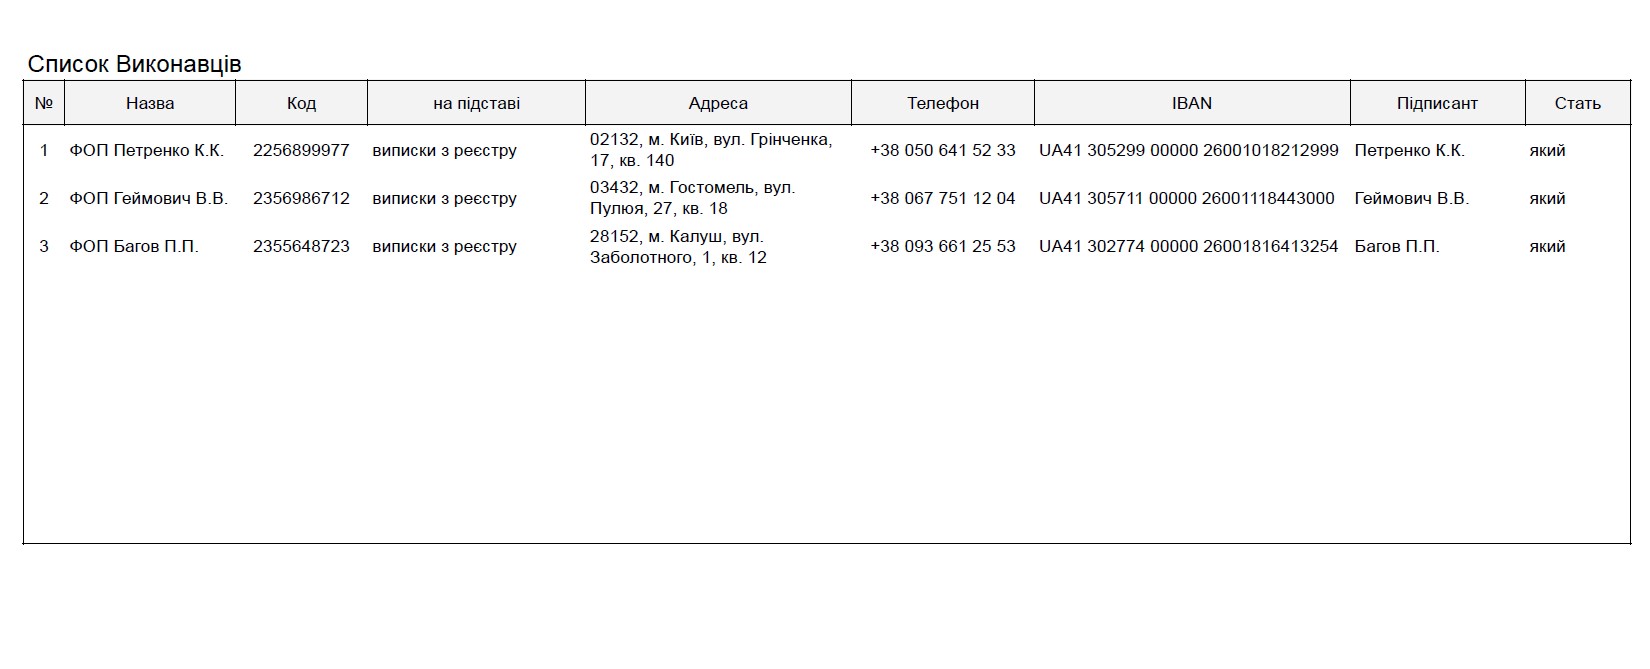 Список Виконавців
№ Назва Код на підставі Адреса Телефон IBAN Підписант Стать
1 ФОП Петренко К.К. 2256899977 виписки з реєстру 02132, м. Київ, вул. Грінченка, 17, кв. 140 +38 050 641 52 33 UA41 305299 00000 26001018212999 Петренко К.К. який
2 ФОП Геймович В.В. 2356986712 виписки з реєстру 03432, м. Гостомель, вул. Пулюя, 27, кв. 18 +38 067 751 12 04 UA41 305711 00000 26001118443000 Геймович В.В. який
3 ФОП Багов П.П. 2355648723 виписки з реєстру 28152, м. Калуш, вул. Заболотного, 1, кв. 12 +38 093 661 25 53 UA41 302774 00000 26001816413254 Багов П.П. який